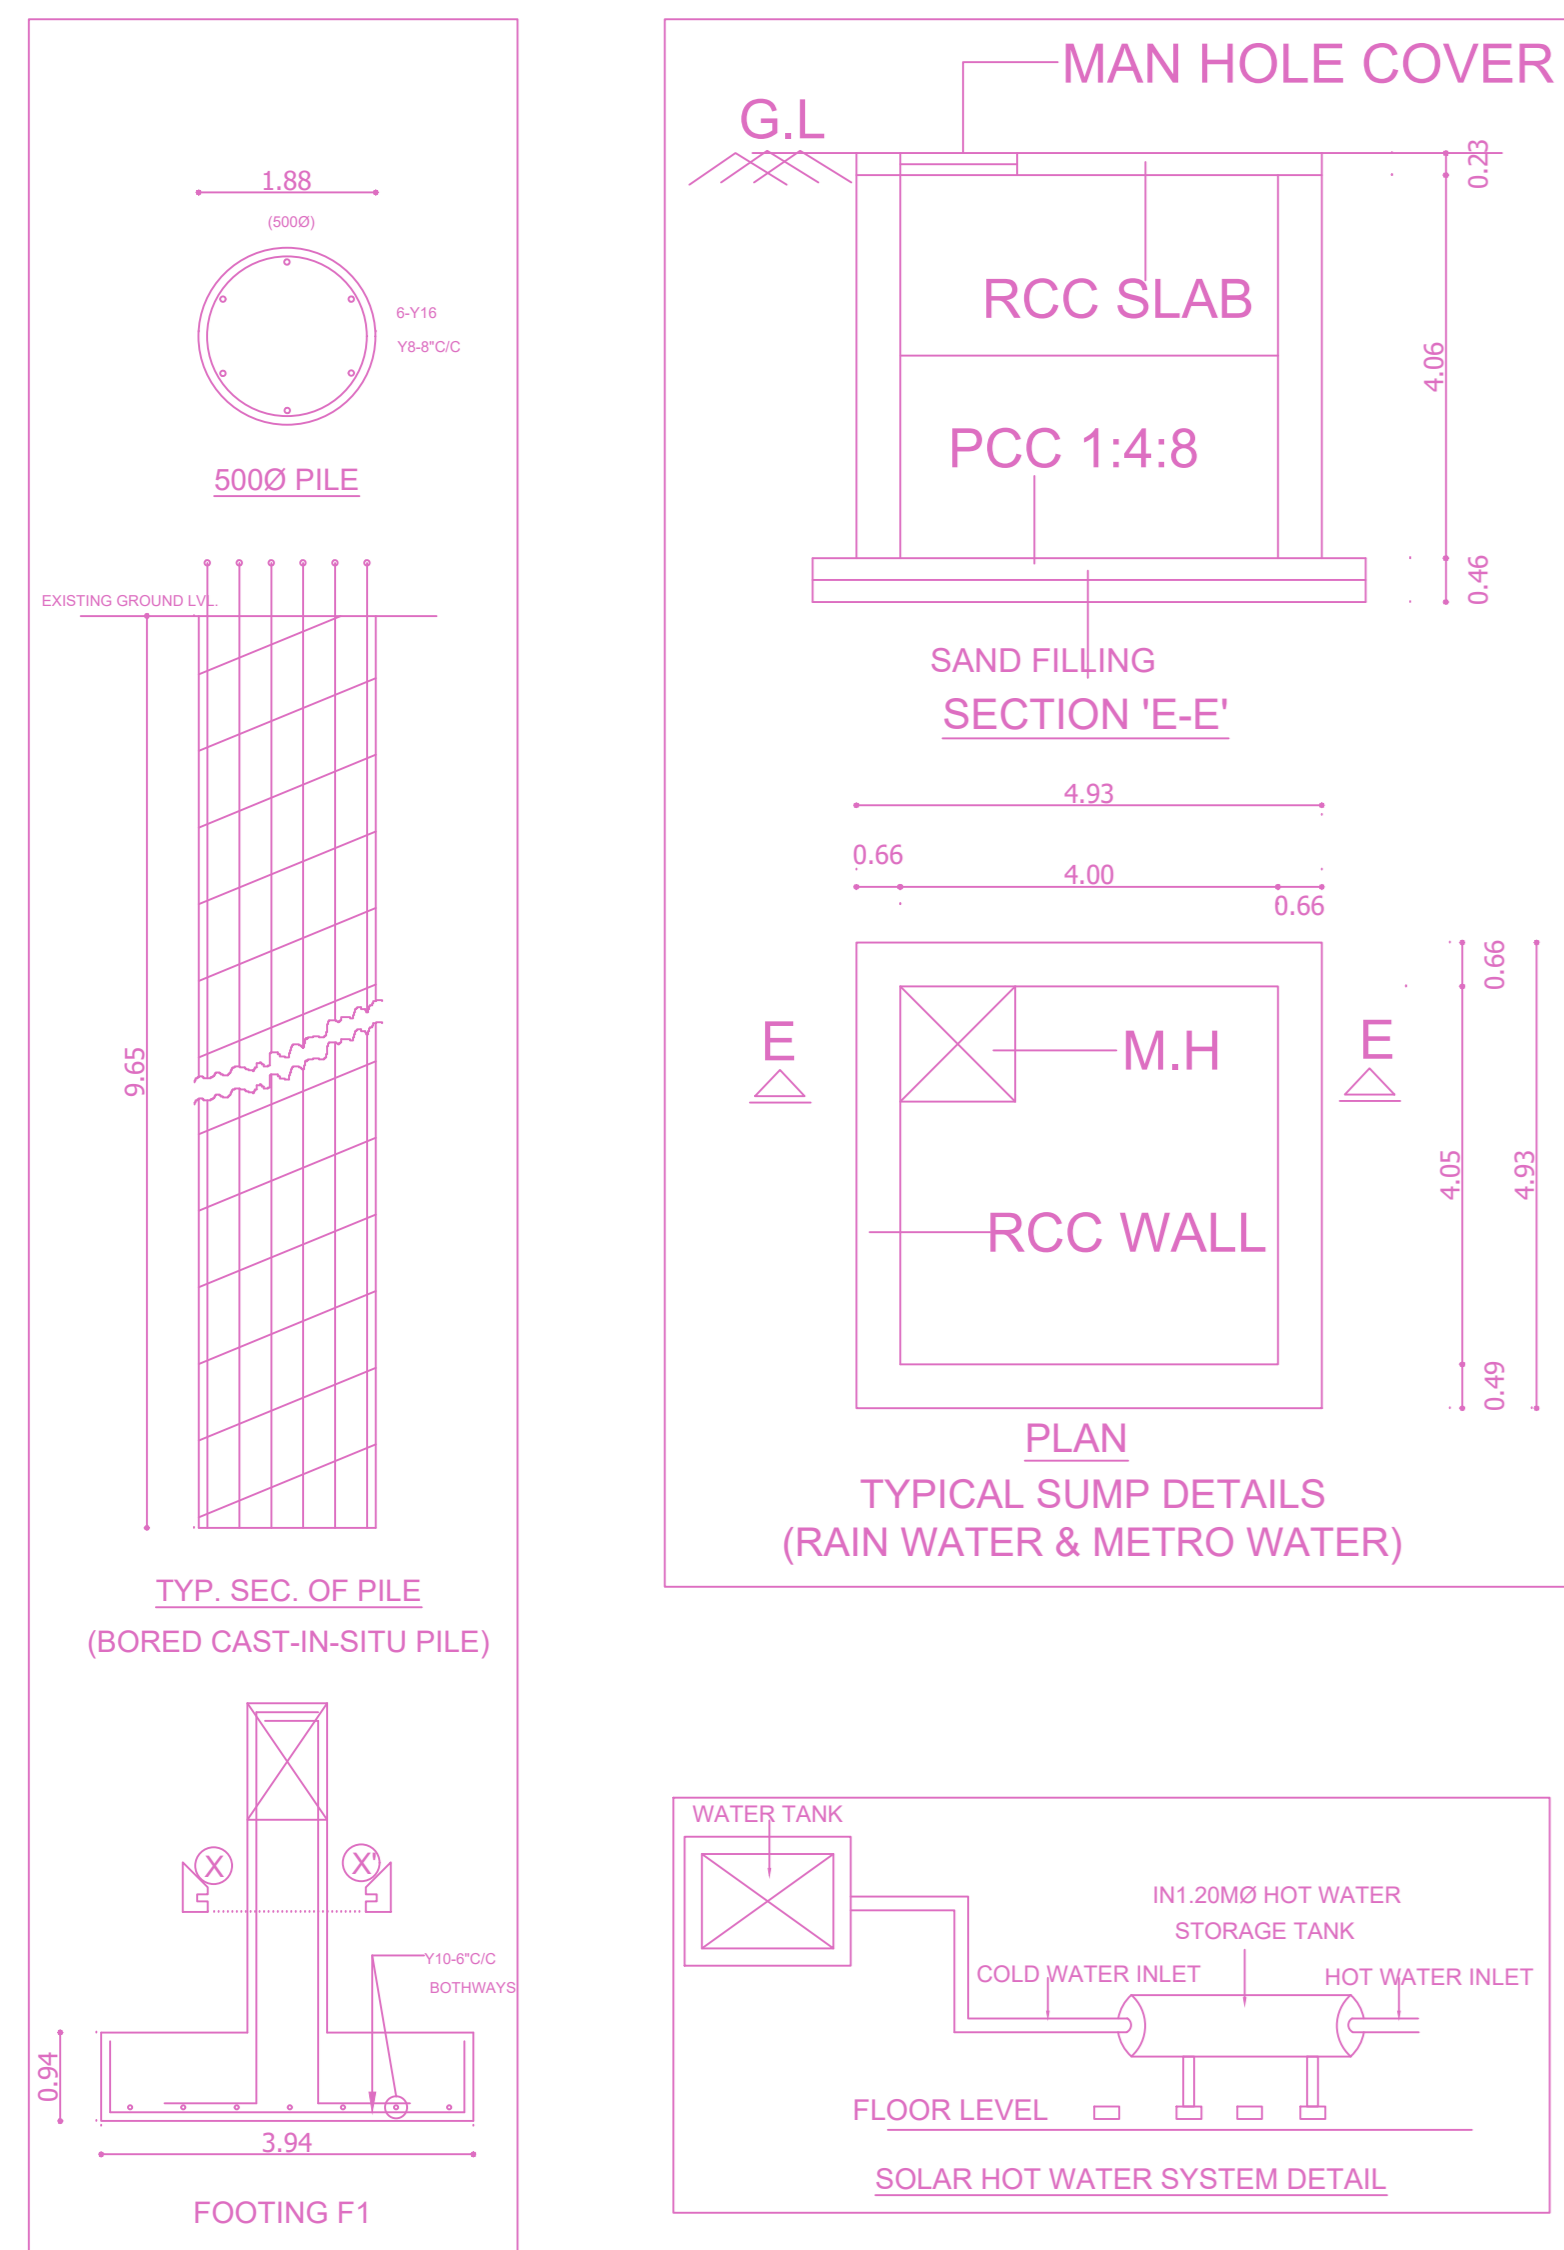 1.88
(500Ø)
6-Y16
Y8-8"C/C
500Ø PILE
EXISTING GROUND LVL.
9.65
TYP. SEC. OF PILE
(BORED CAST-IN-SITU PILE)
X
X'
Y10-6"C/C
BOTHWAYS
0.94
3.94
FOOTING F1
MAN HOLE COVER
G.L
0.23
RCC SLAB
4.06
PCC 1:4:8
0.46
SAND FILLING
SECTION 'E-E'
4.93
0.66
4.00
0.66
0.66
E
M.H
E
4.05
4.93
RCC WALL
0.49
PLAN
TYPICAL SUMP DETAILS
(RAIN WATER & METRO WATER)
WATER TANK
IN1.20MØ HOT WATER
STORAGE TANK
COLD WATER INLET
HOT WATER INLET
FLOOR LEVEL
SOLAR HOT WATER SYSTEM DETAIL